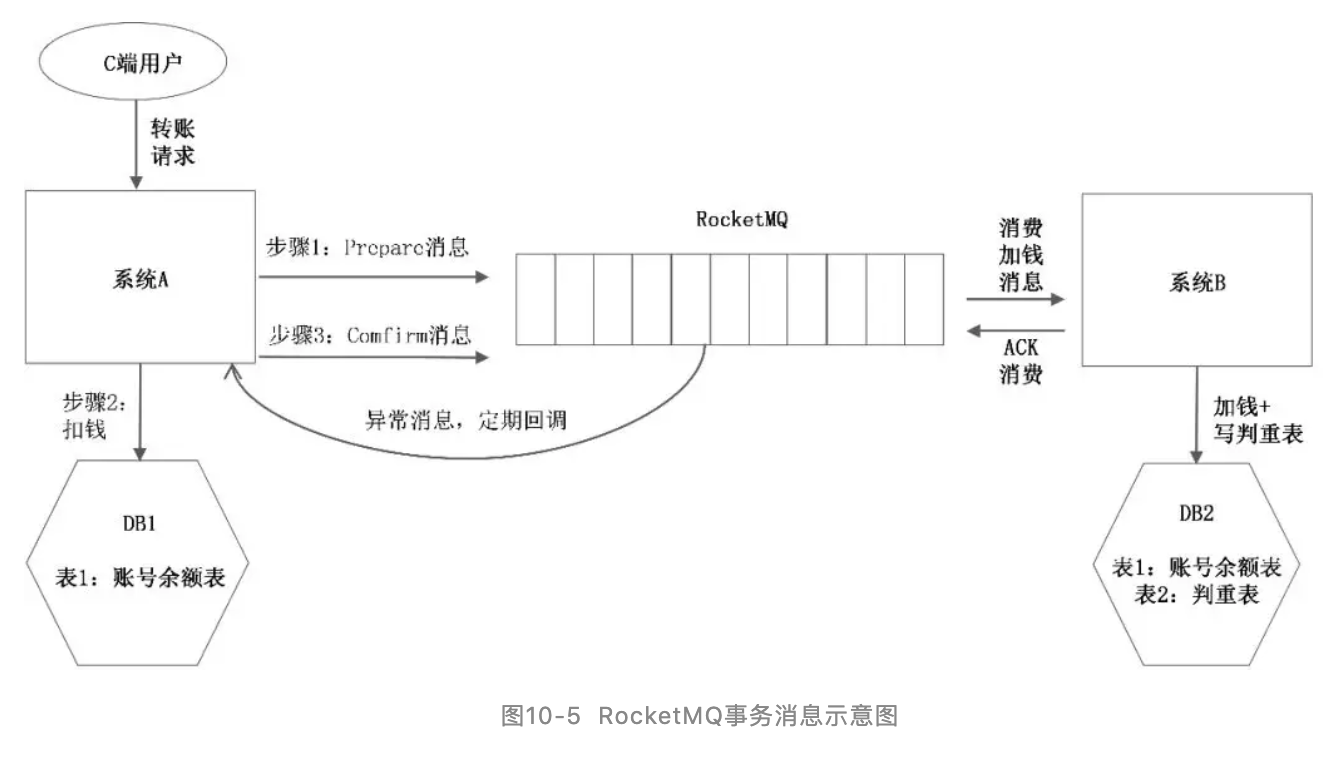 C端用户
转账
请求
系统A
步骤1：Prepare消息
步骤3：Comfirm消息
步骤2：
扣钱
异常消息，定期回调
RocketMQ
消费
加钱
消息
ACK
消费
系统B
加钱+
写判重表
DB1
表1：账号余额表
DB2
表1：账号余额表
表2：判重表
图10-5 RocketMQ事务消息示意图